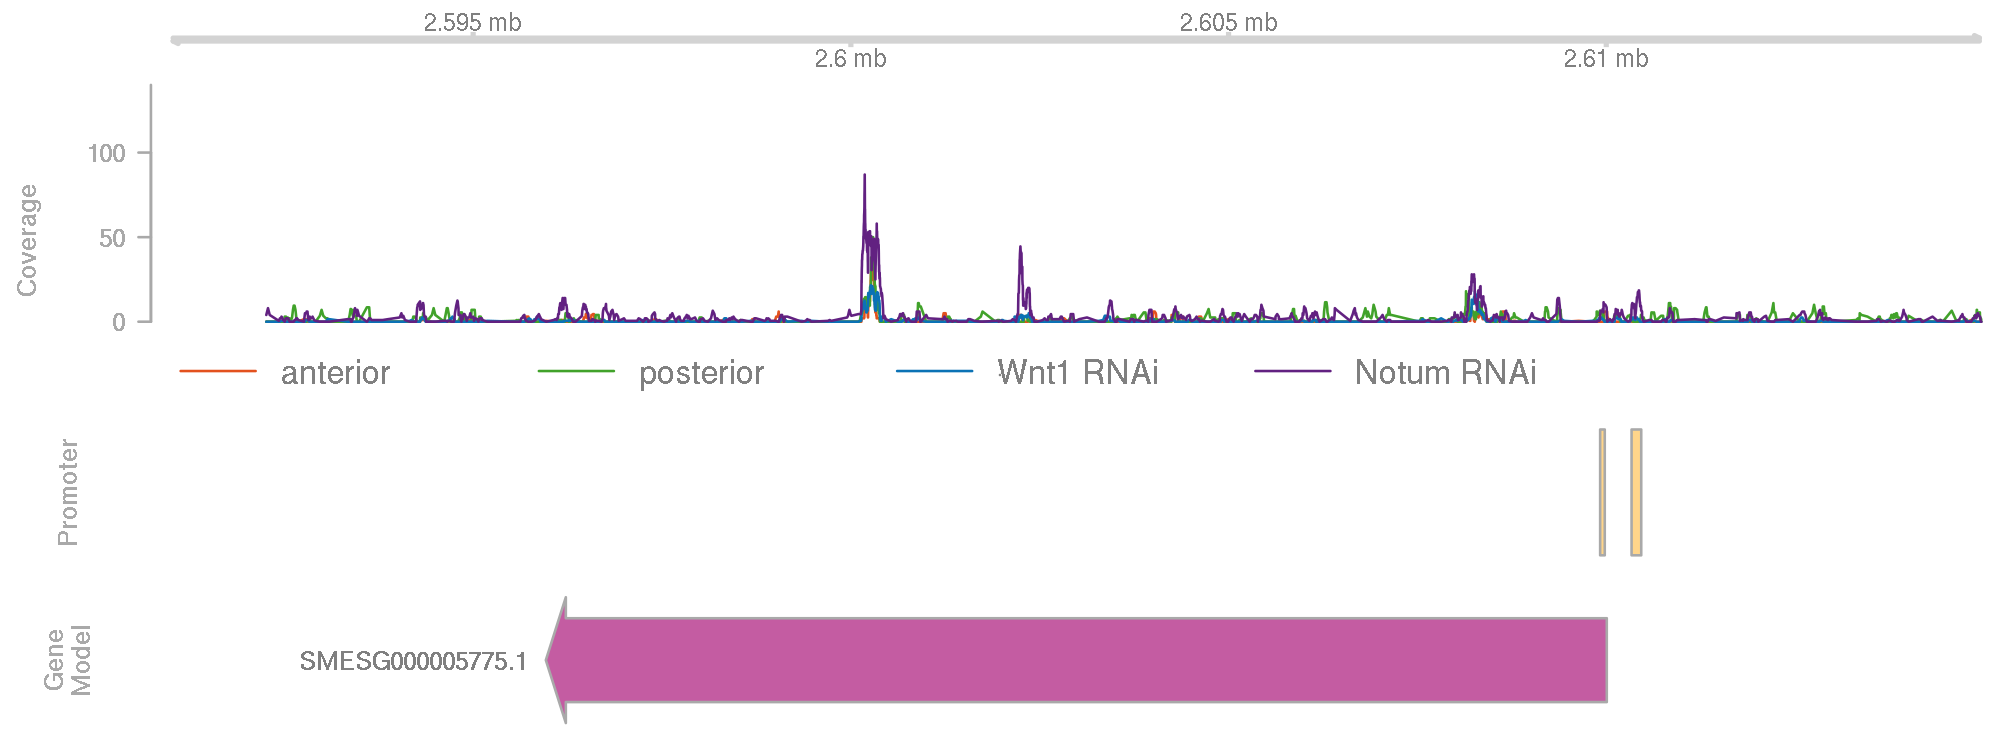 2.595 mb
2.605 mb
2.6 mb
2.61 mb
Coverage
100
50
0
anterior
posterior
Wnt1 RNAi
Notum RNAi
Promoter
Gene
Model
SMESG000005775.1